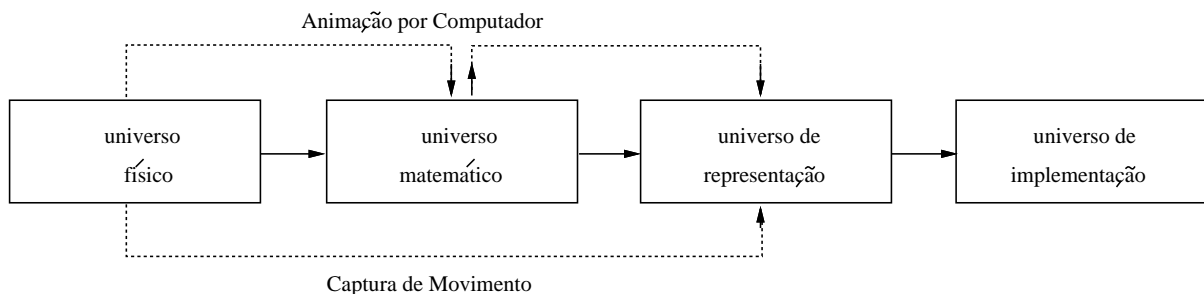 Animação por Computador
universo
físico
universo
matemático
universo de
representação
universo de
implementação
Captura de Movimento